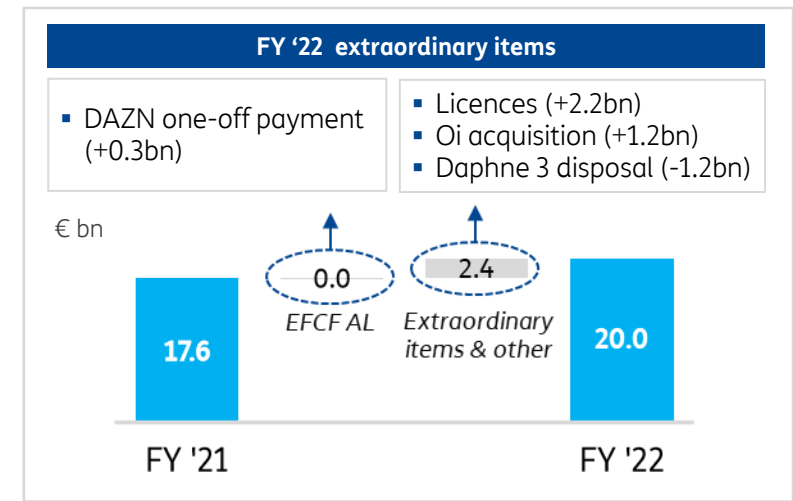 FY ‘22 extraordinary items
▪ DAZN one-off payment
(+0.3bn)
▪ Licences (+2.2bn)
▪ Oi acquisition (+1.2bn)
▪ Daphne 3 disposal (-1.2bn)
€ bn
17.6
0.0
EFCF AL
2.4
Extraordinary
items & other
20.0
FY '21
FY '22